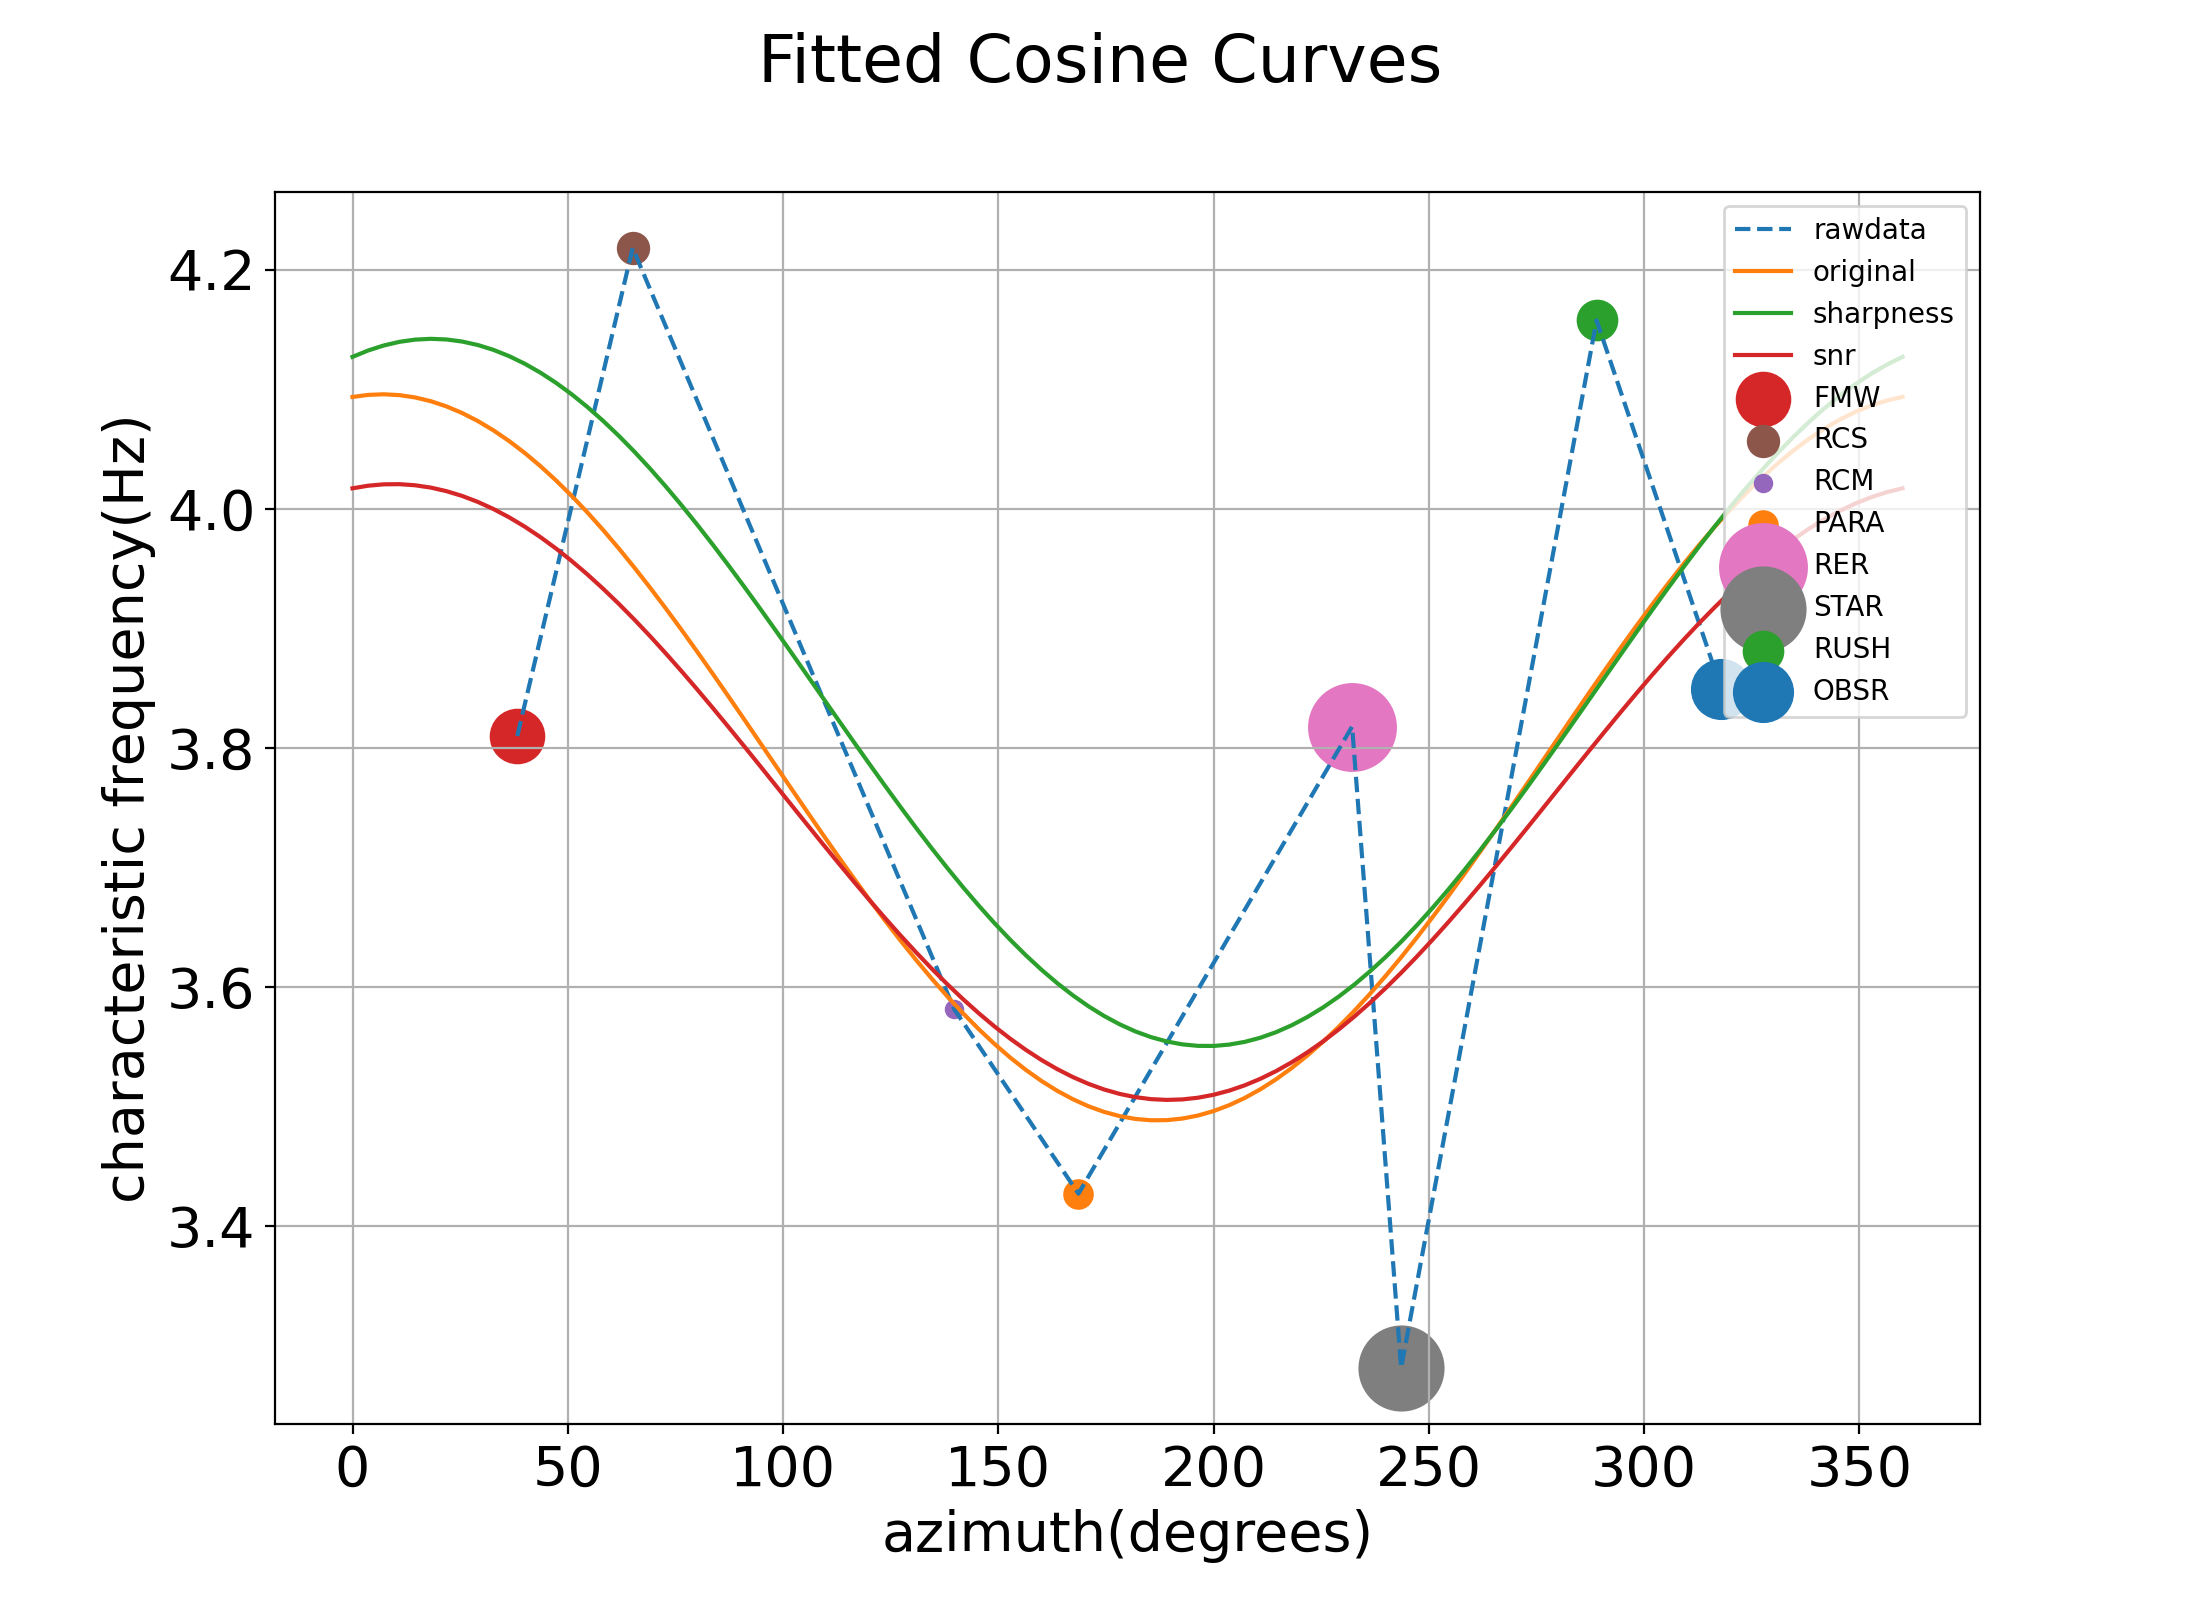 Fitted Cosine Curves
rawdata
original
sharpness
snr
FMW
RCS
RCM
PARA
RER
STAR
RUSH
OBSR
characteristic frequency(Hz)
4.2
4.0
3.8
3.6
3.4
0 50 100 150 200 250 300 350
azimuth(degrees)